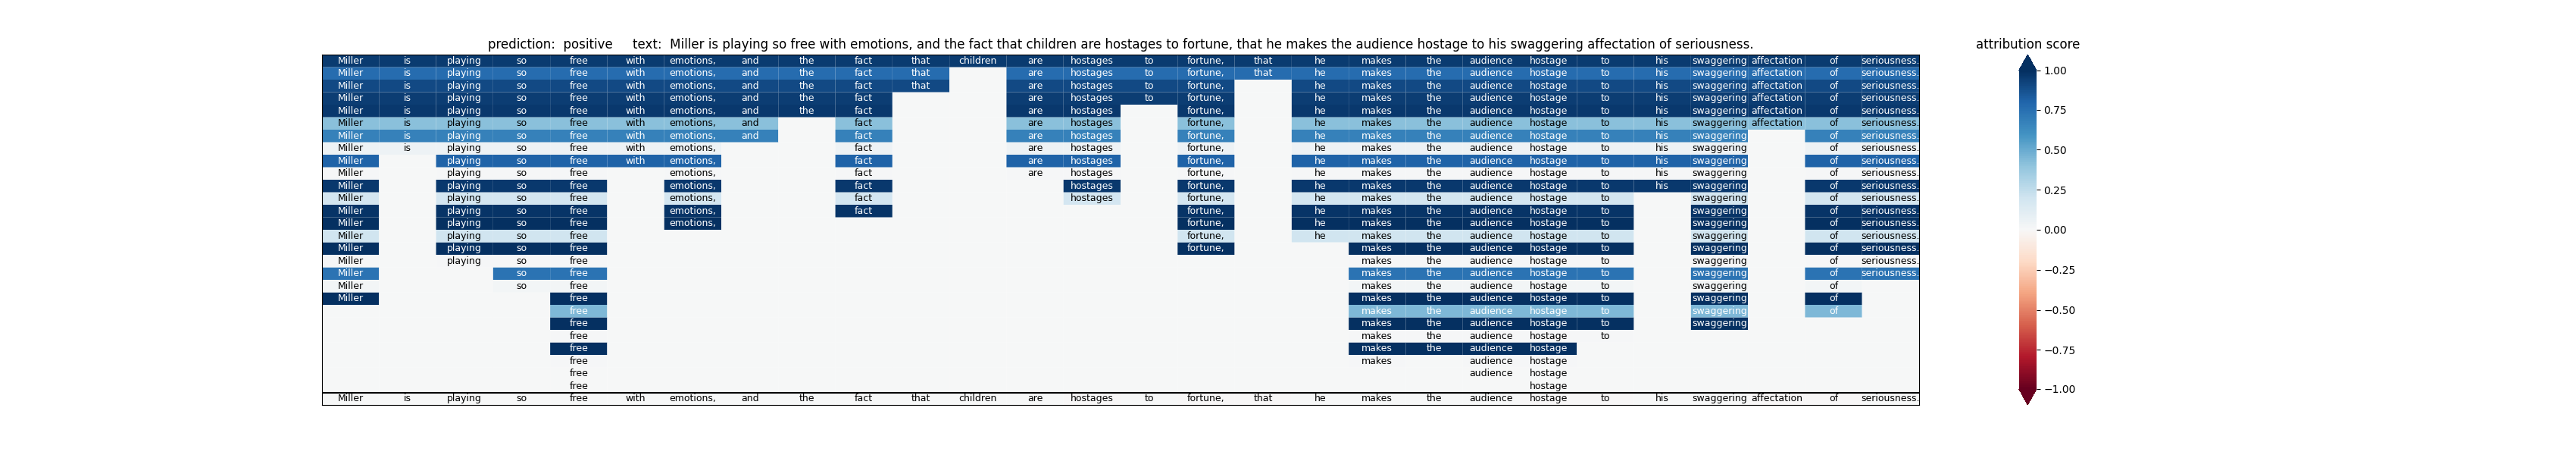 prediction: positive text: Miller is playing so free with emotions, and the fact that children are hostages to fortune, that he makes the audience hostage to his swaggering affectation of seriousness. attribution score
Miller is playing so free with emotions, and the fact that children are hostages to fortune, that he makes the audience hostage to his swaggering affectation of seriousness.
Miller is playing so free with emotions, and the fact that are hostages to fortune, that he makes the audience hostage to his swaggering affectation of seriousness.
Miller is playing so free with emotions, and the fact that are hostages to fortune, he makes the audience hostage to his swaggering affectation of seriousness.
Miller is playing so free with emotions, and the fact are hostages to fortune, he makes the audience hostage to his swaggering affectation of seriousness.
Miller is playing so free with emotions, and the fact are hostages fortune, he makes the audience hostage to his swaggering affectation of seriousness.
Miller is playing so free with emotions, and fact are hostages fortune, he makes the audience hostage to his swaggering affectation of seriousness.
Miller is playing so free with emotions, and fact are hostages fortune, he makes the audience hostage to his swaggering of seriousness.
Miller is playing so free with emotions, fact are hostages fortune, he makes the audience hostage to his swaggering of seriousness.
Miller playing so free with emotions, fact are hostages fortune, he makes the audience hostage to his swaggering of seriousness.
Miller playing so free emotions, fact are hostages fortune, he makes the audience hostage to his swaggering of seriousness.
Miller playing so free emotions, fact hostages fortune, he makes the audience hostage to his swaggering of seriousness.
Miller playing so free emotions, fact hostages fortune, he makes the audience hostage to swaggering of seriousness.
Miller playing so free emotions, fact fortune, he makes the audience hostage to swaggering of seriousness.
Miller playing so free emotions, fortune, he makes the audience hostage to swaggering of seriousness.
Miller playing so free fortune, he makes the audience hostage to swaggering of seriousness.
Miller playing so free fortune, makes the audience hostage to swaggering of seriousness.
Miller playing so free makes the audience hostage to swaggering of seriousness.
Miller so free makes the audience hostage to swaggering of seriousness.
Miller so free makes the audience hostage to swaggering of
Miller free makes the audience hostage to swaggering of
free makes the audience hostage to swaggering of
free makes the audience hostage to swaggering
free makes the audience hostage to
free makes the audience hostage
free makes audience hostage
free audience hostage
free hostage
Miller is playing so free with emotions, and the fact that children are hostages to fortune, that he makes the audience hostage to his swaggering affectation of seriousness.
1.00
0.75
0.50
0.25
0.00
−0.25
−0.50
−0.75
−1.00